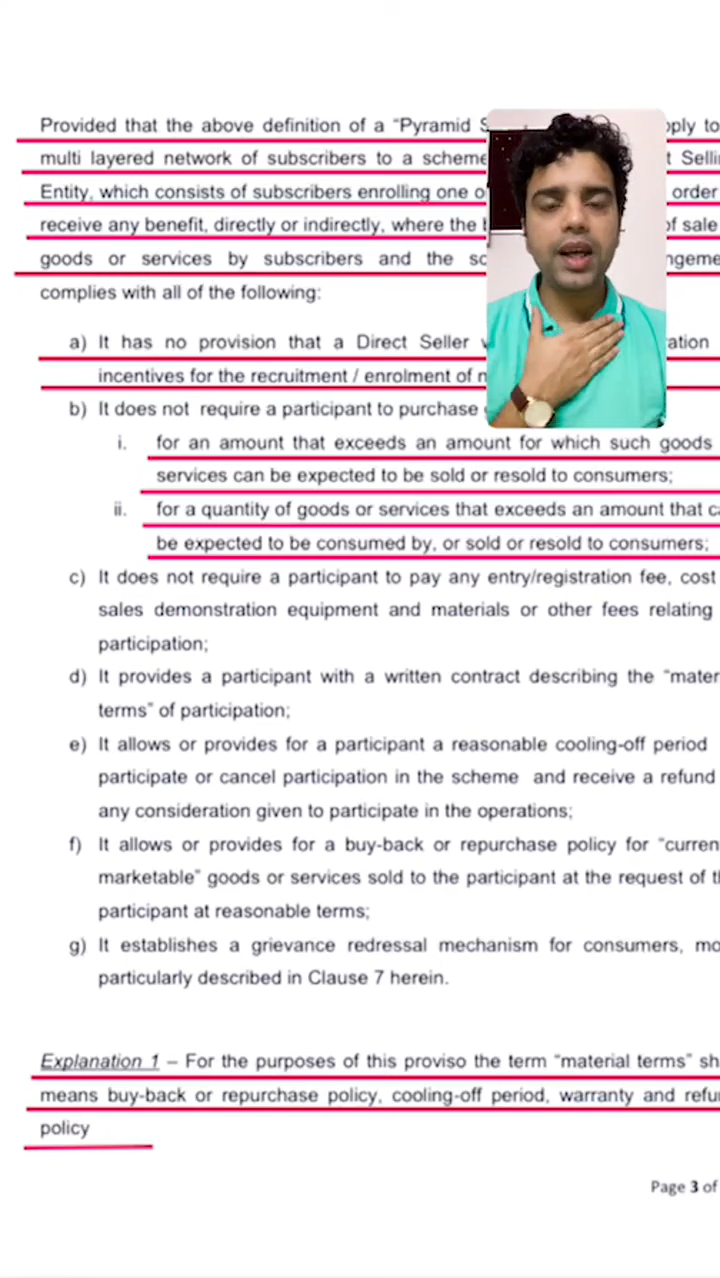 Provided that the above definition of a "Pyramid S
multi layered network of subscribers to a scheme
Entity, which consists of subscribers enrolling one o order
receive any benefit, directly or indirectly, where the of sale
goods or services by subscribers and the
complies with all of the following:
a) It has no provision that a Direct Seller
incentives for the recruitment / enrolment of
b) It does not require a participant to purchase
i. for an amount that exceeds an amount for which such goods
services can be expected to be sold or resold to consumers;
ii. for a quantity of goods or services that exceeds an amount that
be expected to be consumed by, or sold or resold to consumers;
c) It does not require a participant to pay any entry/registration fee, cost
sales demonstration equipment and materials or other fees relating
participation;
d) It provides a participant with a written contract describing the "mater
terms" of participation;
e) It allows or provides for a participant a reasonable cooling-off period
participate or cancel participation in the scheme and receive a refund
any consideration given to participate in the operations;
f) It allows or provides for a buy-back or repurchase policy for "curren
marketable" goods or services sold to the participant at the request of
participant at reasonable terms;
g) It establishes a grievance redressal mechanism for consumers, mo
particularly described in Clause 7 herein.
Explanation 1 – For the purposes of this proviso the term "material terms" sh
means buy-back or repurchase policy, cooling-off period, warranty and refu
policy
Page 3 of